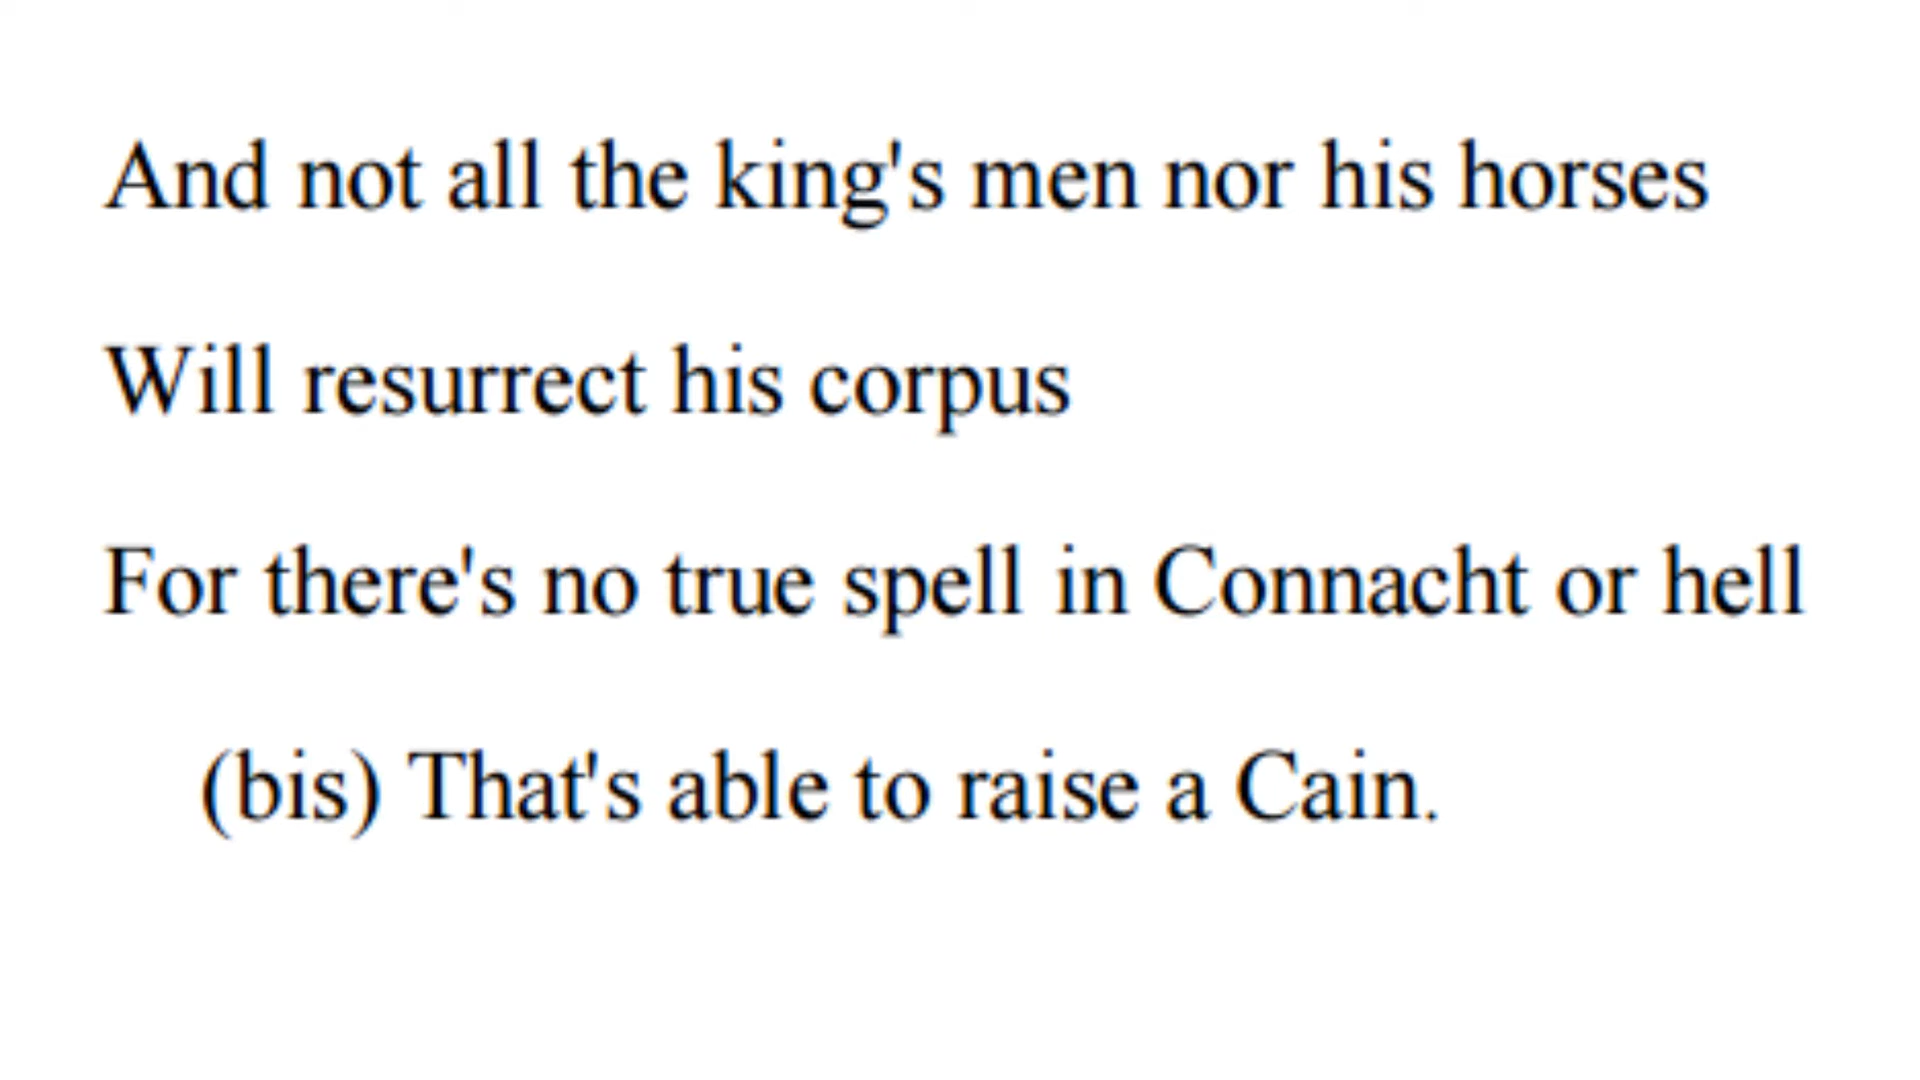 And not all the king's men nor his horses
Will resurrect his corpus
For there's no true spell in Connacht or hell
(bis) That's able to raise a Cain.